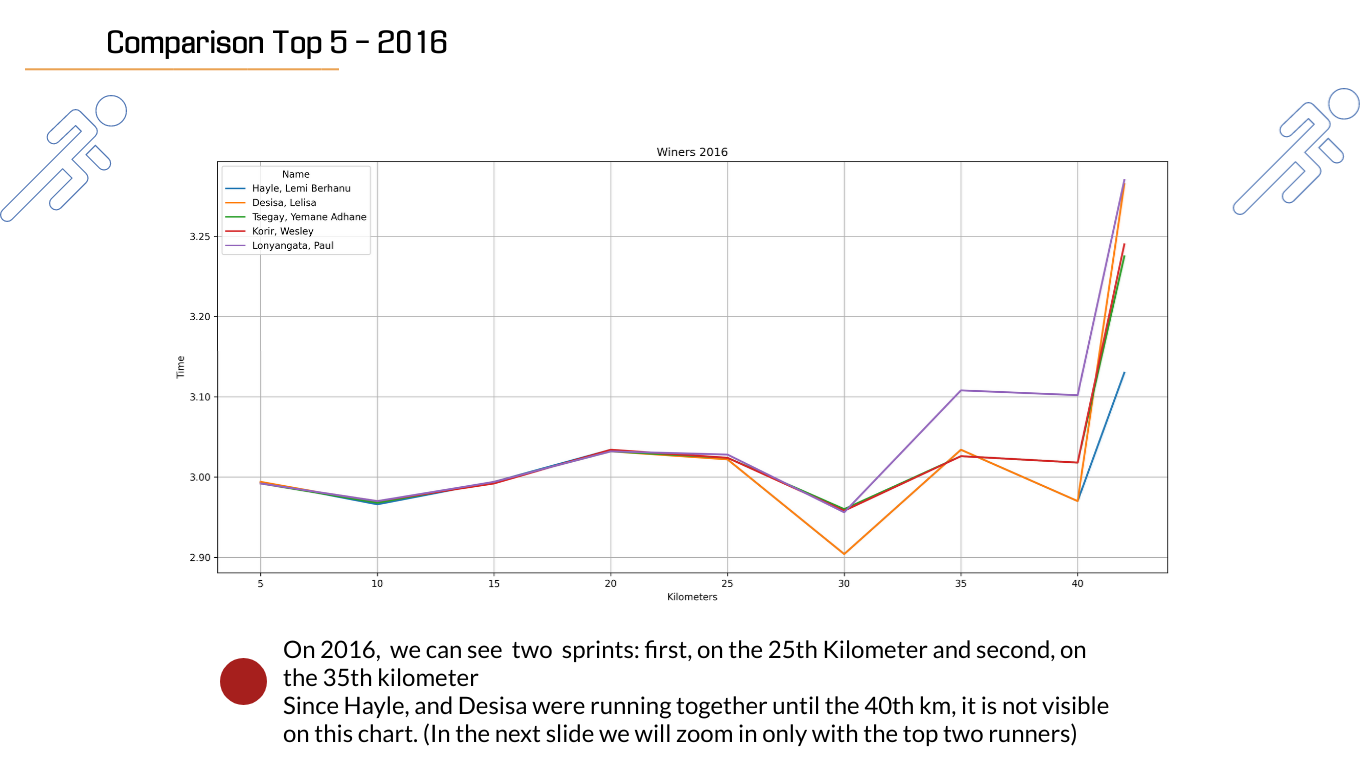 Comparison Top 5 – 2016
Winers 2016
Name
Hayle, Lemi Berhanu
Desisa, Lelisa
Tsegay, Yemane Adhane
Korir, Wesley
Lonyangata, Paul
3.25
3.20
3.10
3.00
2.90
Time
5 10 15 20 25 30 35 40
Kilometers
On 2016, we can see two sprints: first, on the 25th Kilometer and second, on
the 35th kilometer
Since Hayle, and Desisa were running together until the 40th km, it is not visible
on this chart. (In the next slide we will zoom in only with the top two runners)